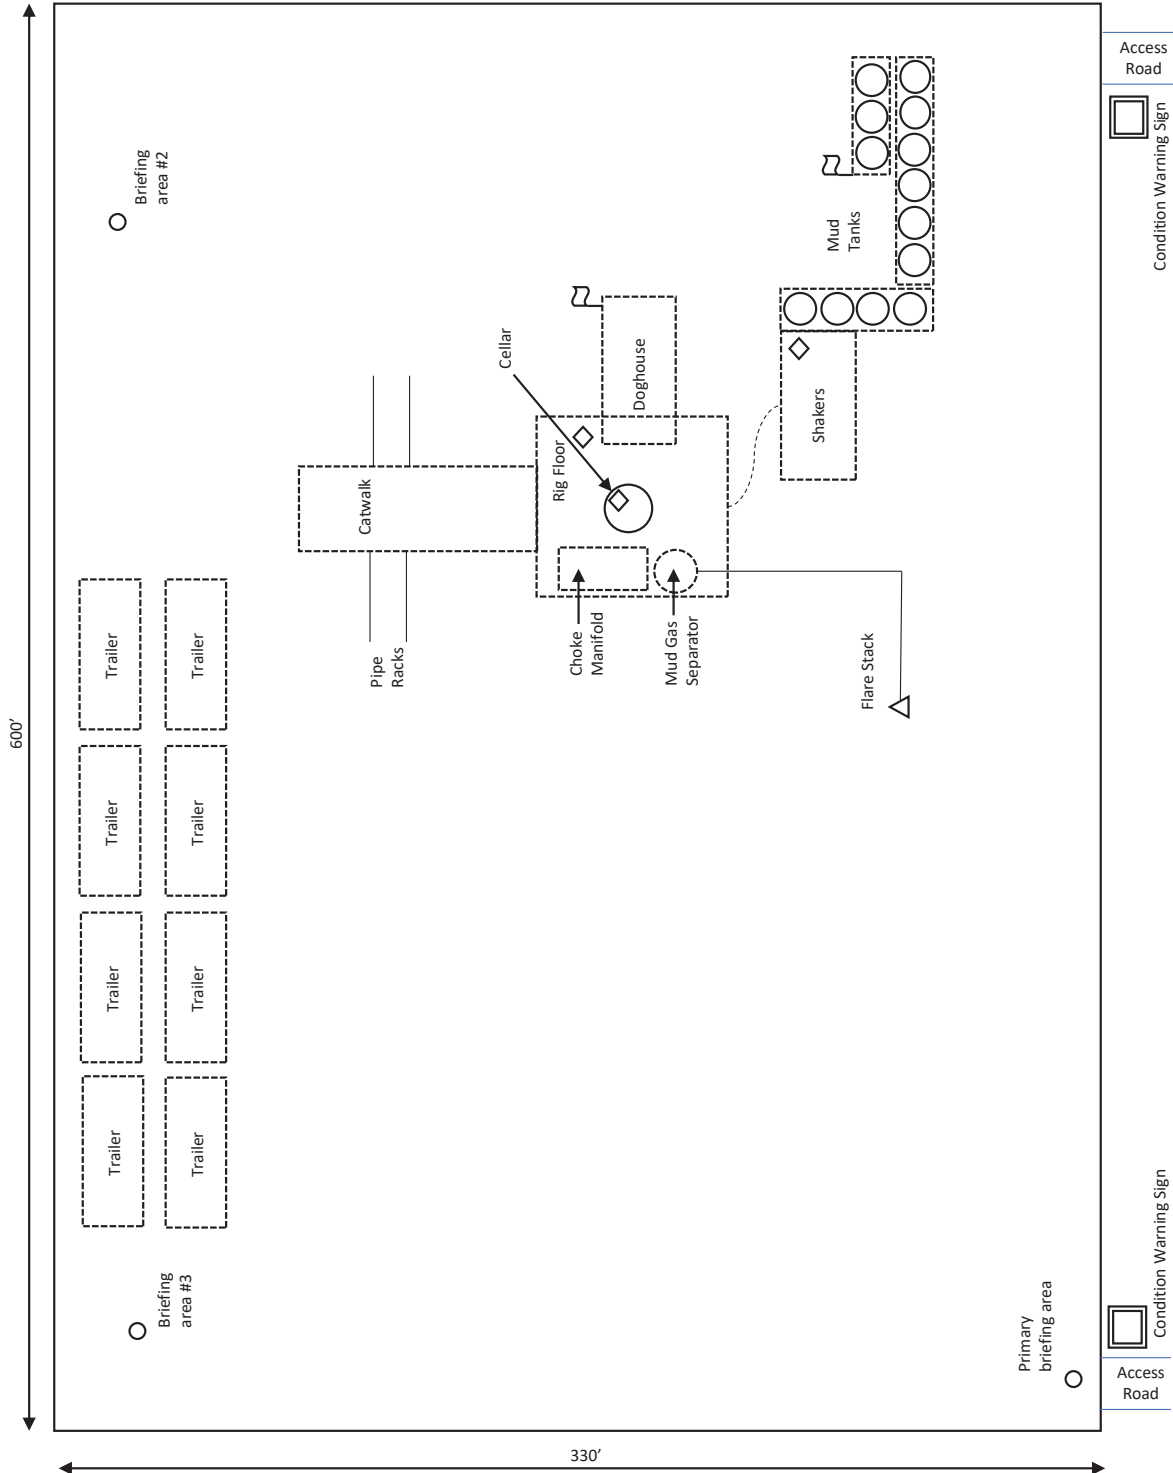 Access
Road
Condition Warning Sign
Briefing
area #2
Mud
Tanks
Cellar
Doghouse
Shakers
Rig Floor
Catwalk
Choke
Manifold
Mud Gas
Separator
Pipe
Racks
Flare Stack
Trailer
Trailer
600’
Trailer
Trailer
Trailer
Trailer
Trailer
Trailer
Briefing
area #3
Primary
briefing area
Condition Warning Sign
Access
Road
330’